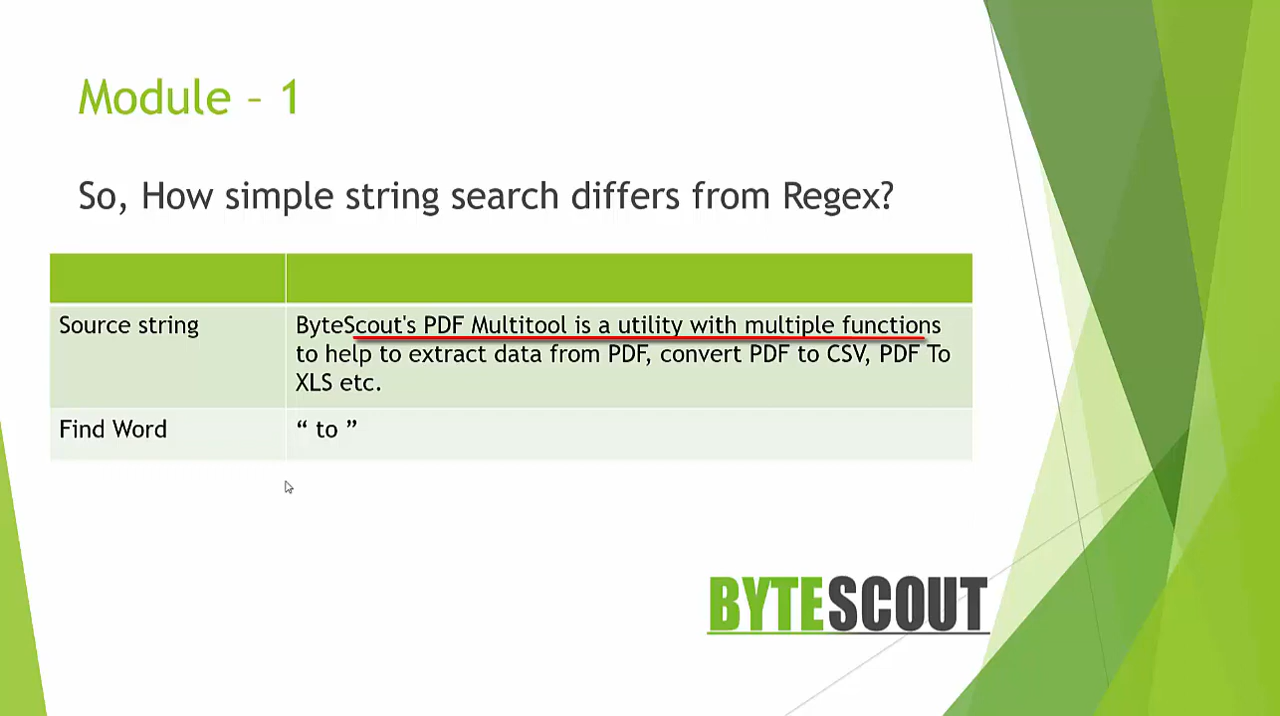 Module – 1
So, How simple string search differs from Regex?
Source string
ByteScout's PDF Multitool is a utility with multiple functions
to help to extract data from PDF, convert PDF to CSV, PDF To
XLS etc.
Find Word
“ to ”
BYTESCOUT